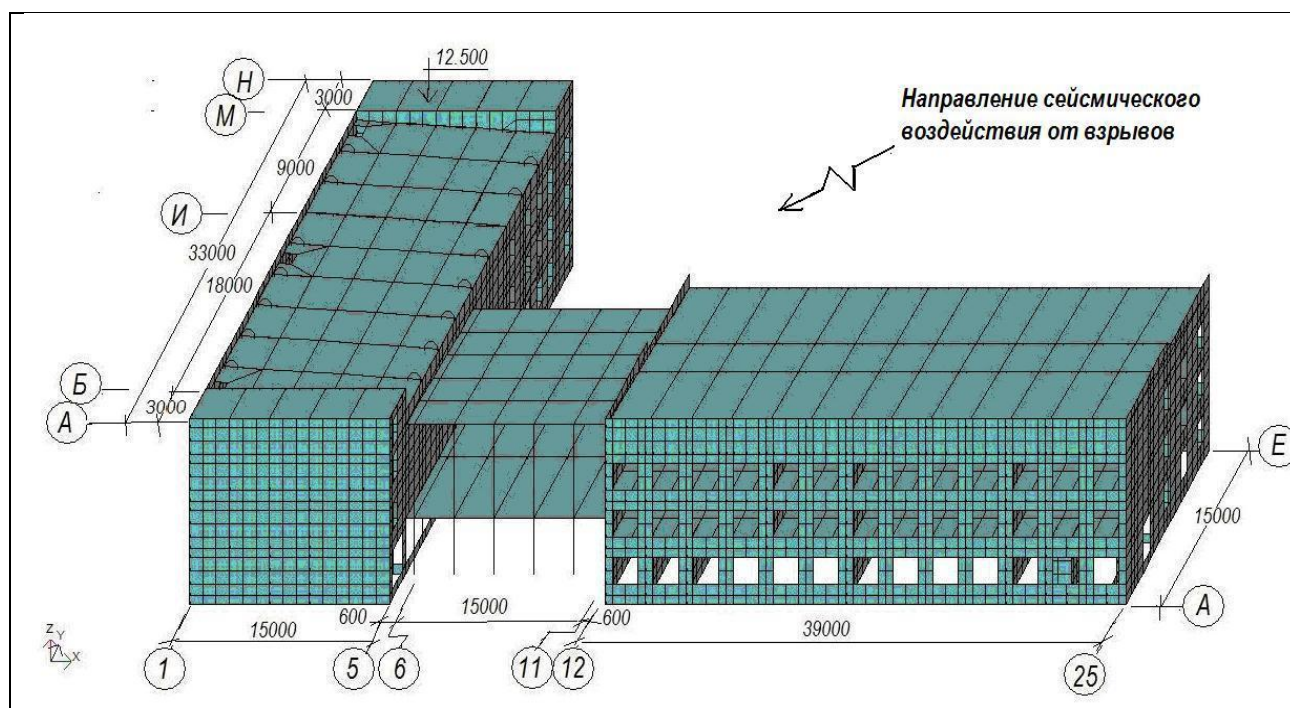 12.500
Н
М
3000
Направление сейсмического
воздействия от взрывов
9000
И
33000
18000
Б
3000
А
Е
15000
А
600
15000
600
15000
39000
Z
Y
X
1
5
6
11
12
25